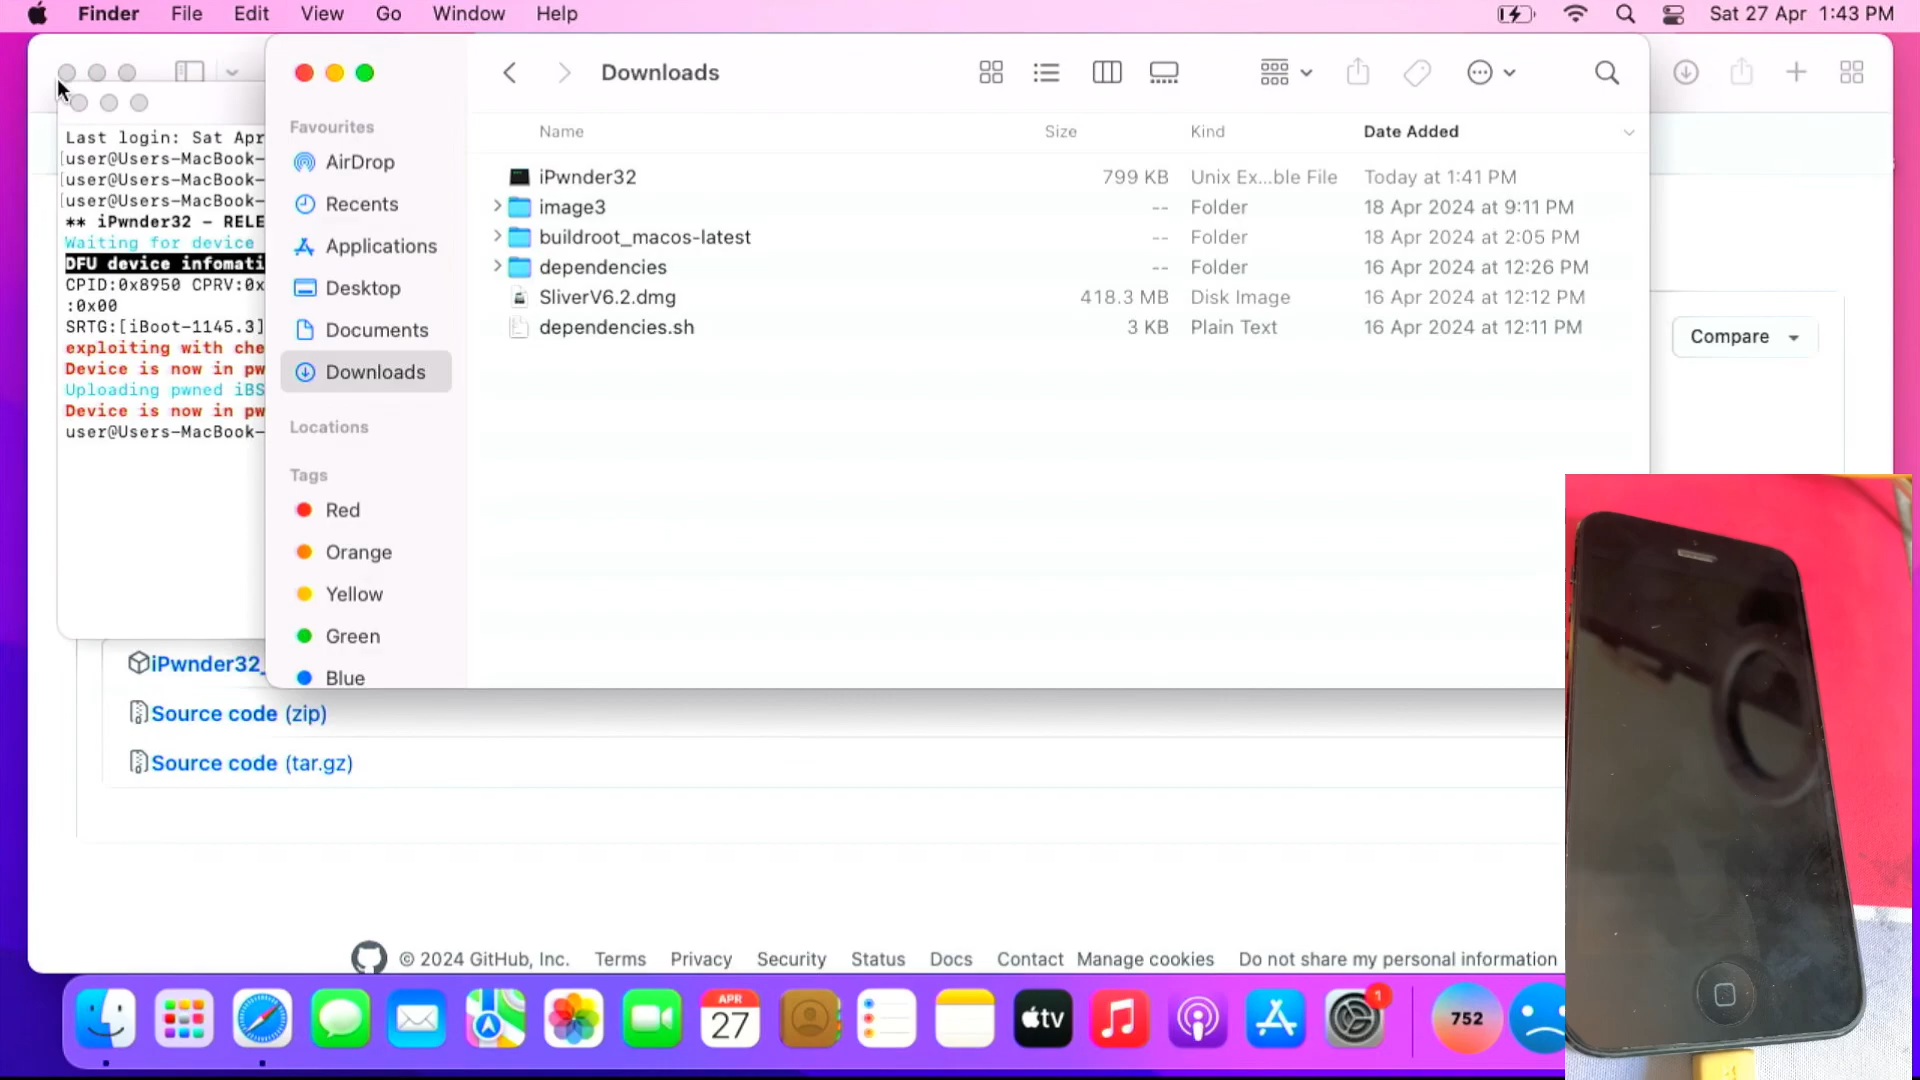 Finder File Edit View Go Window Help
Sat 27 Apr 1:43 PM
Downloads
Last login: Sat Apr
[user@Users-MacBook-
[user@Users-MacBook-
[user@Users-MacBook-
** iPwnder32 - RELE
Waiting for device
DFU device infomati
CPID:0x8950 CPRV:0x
:0x00
SRTG:[iBoot-1145.3]
exploiting with che
Device is now in pw
Uploading pwned iBS
Device is now in pw
user@Users-MacBook-
Favourites
AirDrop
Recents
Applications
Desktop
Documents
Downloads
Locations
Tags
Red
Orange
Yellow
Green
Blue
Name Size Kind Date Added
iPwnder32 799 KB Unix Ex...ble File Today at 1:41 PM
image3 -- Folder 18 Apr 2024 at 9:11 PM
buildroot_macos-latest -- Folder 18 Apr 2024 at 2:05 PM
dependencies -- Folder 16 Apr 2024 at 12:26 PM
SliverV6.2.dmg 418.3 MB Disk Image 16 Apr 2024 at 12:12 PM
dependencies.sh 3 KB Plain Text 16 Apr 2024 at 12:11 PM
Compare
iPwnder32_
Source code (zip)
Source code (tar.gz)
© 2024 GitHub, Inc. Terms Privacy Security Status Docs Contact Manage cookies Do not share my personal information
APR
27
tv
1
752